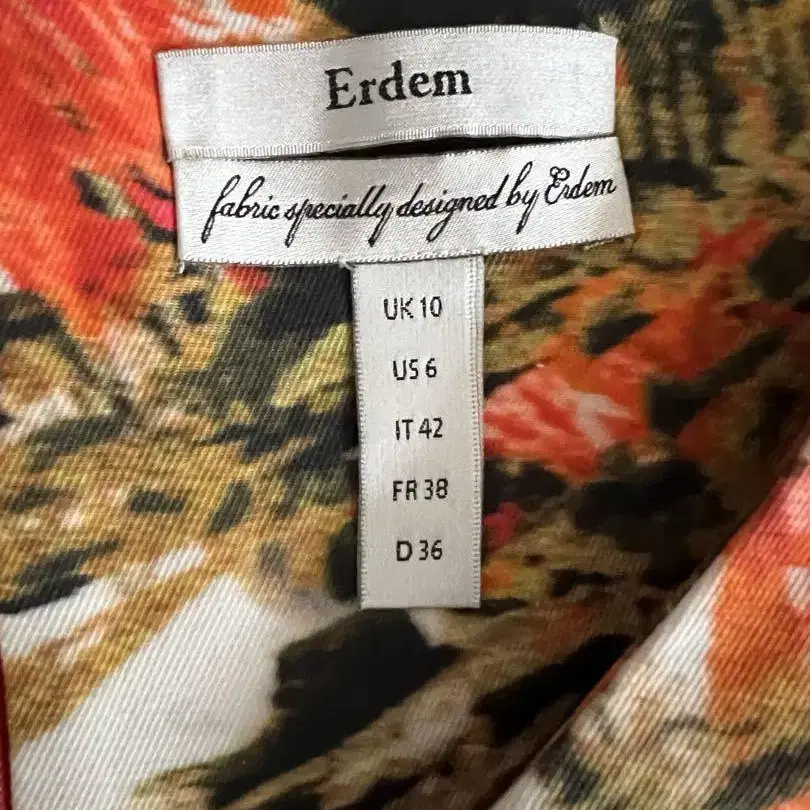 Erdem
fabric specially designed by Erdem
UK 10
US 6
IT 42
FR 38
D 36